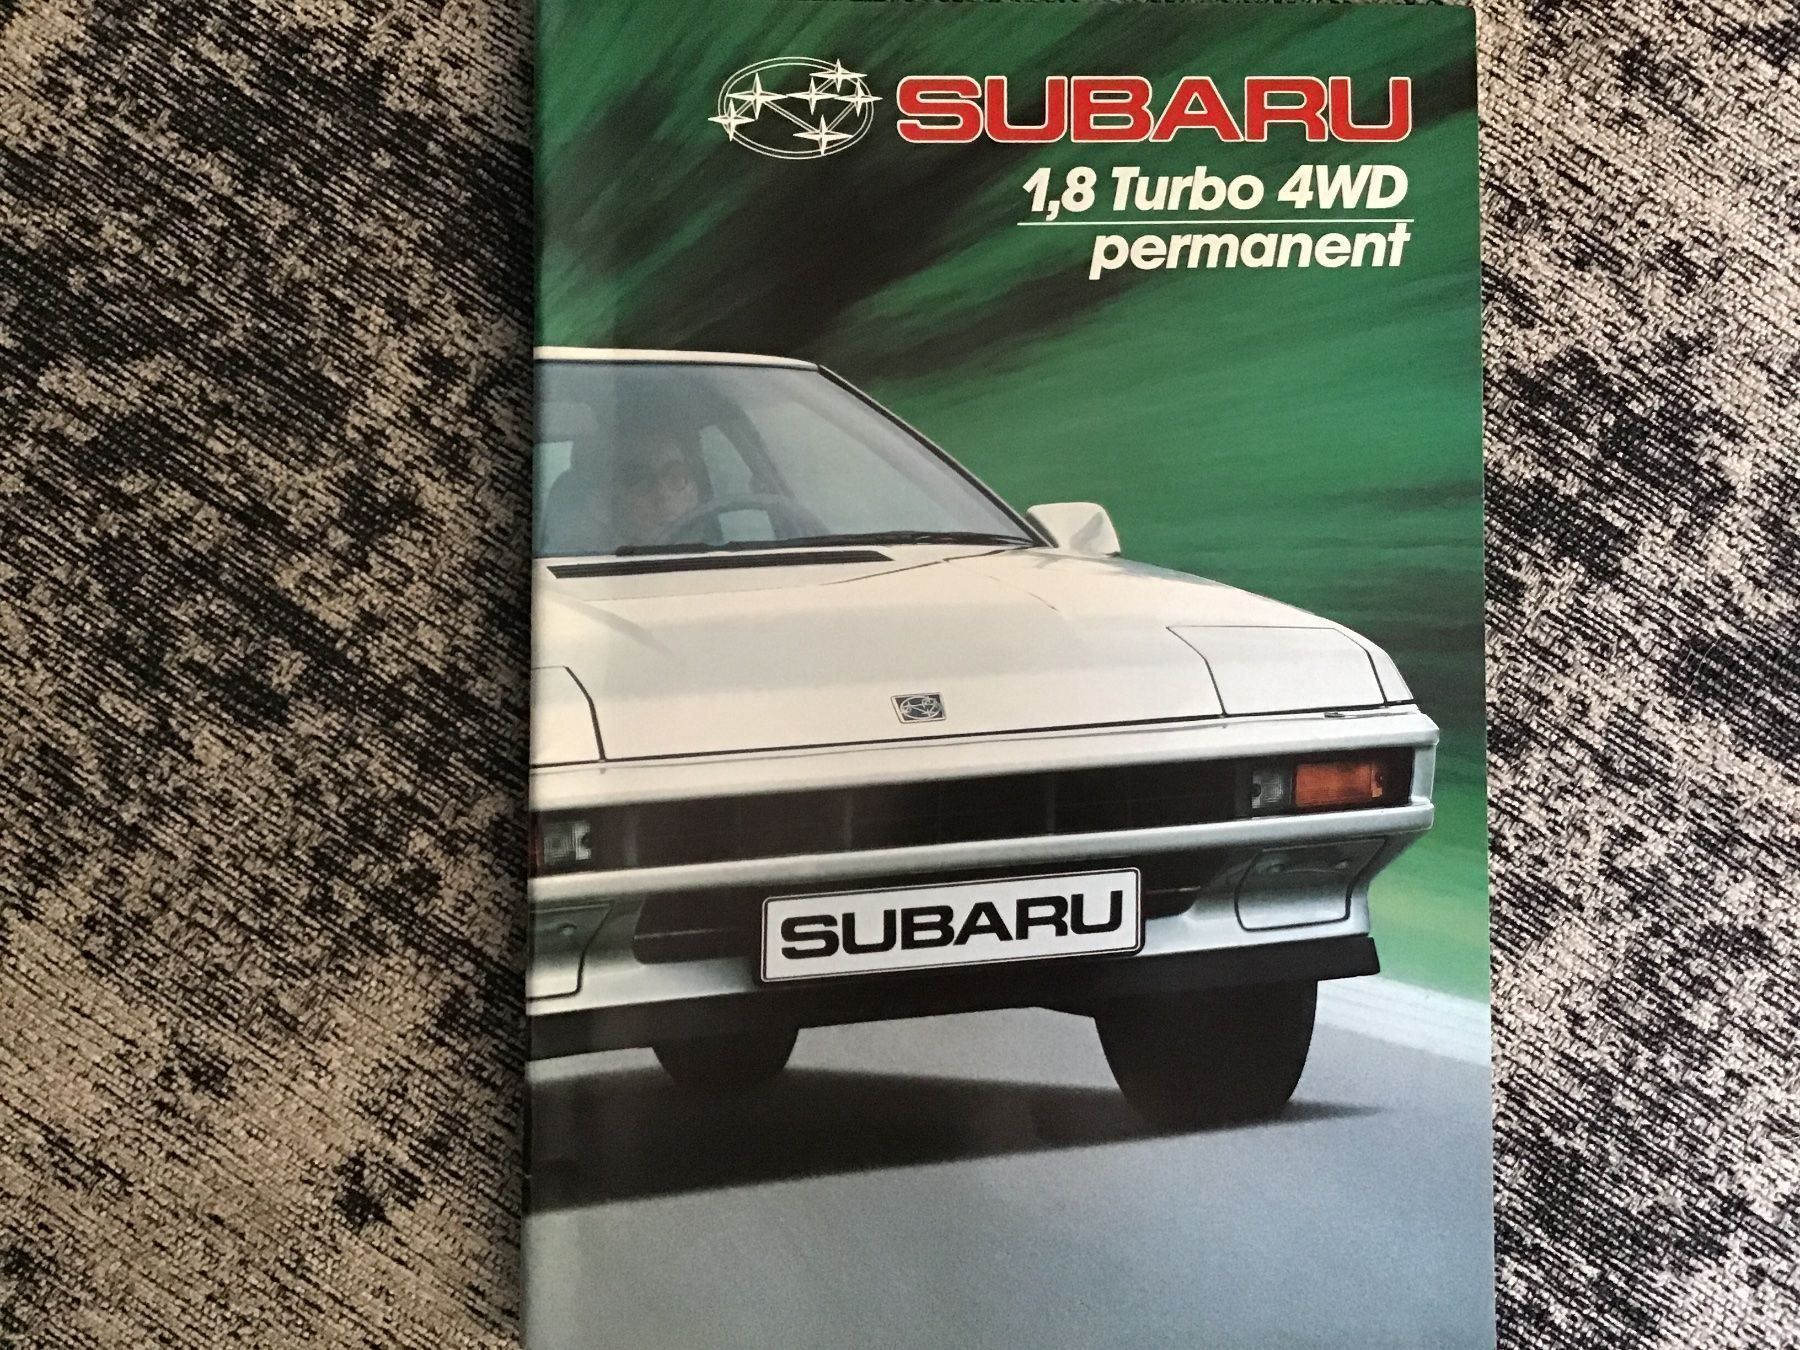 SUBARU
1,8 Turbo 4WD
permanent
SUBARU